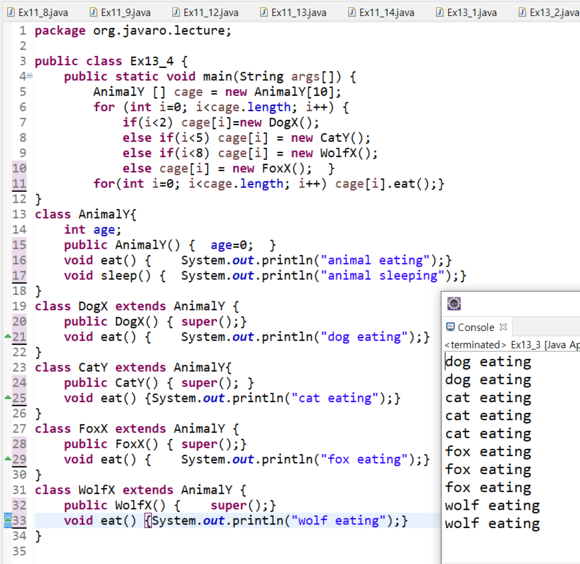 Ex11_8.java Ex11_9.java Ex11_12.java Ex11_13.java Ex11_14.java Ex13_1.java Ex13_2.java
1 package org.javaro.lecture;
2
3 public class Ex13_4 {
4 public static void main(String args[]) {
5 AnimalY [] cage = new AnimalY[10];
6 for (int i=0; i<cage.length; i++) {
7 if(i<2) cage[i]=new DogX();
8 else if(i<5) cage[i] = new CatY();
9 else if(i<8) cage[i] = new WolfX();
10 else cage[i] = new FoxX(); }
11 for(int i=0; i<cage.length; i++) cage[i].eat();}
12 }
13 class AnimalY{
14 int age;
15 public AnimalY() { age=0; }
16 void eat() { System.out.println("animal eating");}
17 void sleep() { System.out.println("animal sleeping");}
18 }
19 class DogX extends AnimalY {
20 public DogX() { super();}
21 void eat() { System.out.println("dog eating");}
22 }
23 class CatY extends AnimalY{
24 public CatY() { super(); }
25 void eat() {System.out.println("cat eating");}
26 }
27 class FoxX extends AnimalY {
28 public FoxX() { super();}
29 void eat() { System.out.println("fox eating");}
30 }
31 class WolfX extends AnimalY {
32 public WolfX() { super();}
33 void eat() {System.out.println("wolf eating");}
34 }
35
Console
<terminated> Ex13_3 [Java Ap
dog eating
dog eating
cat eating
cat eating
cat eating
fox eating
fox eating
fox eating
wolf eating
wolf eating